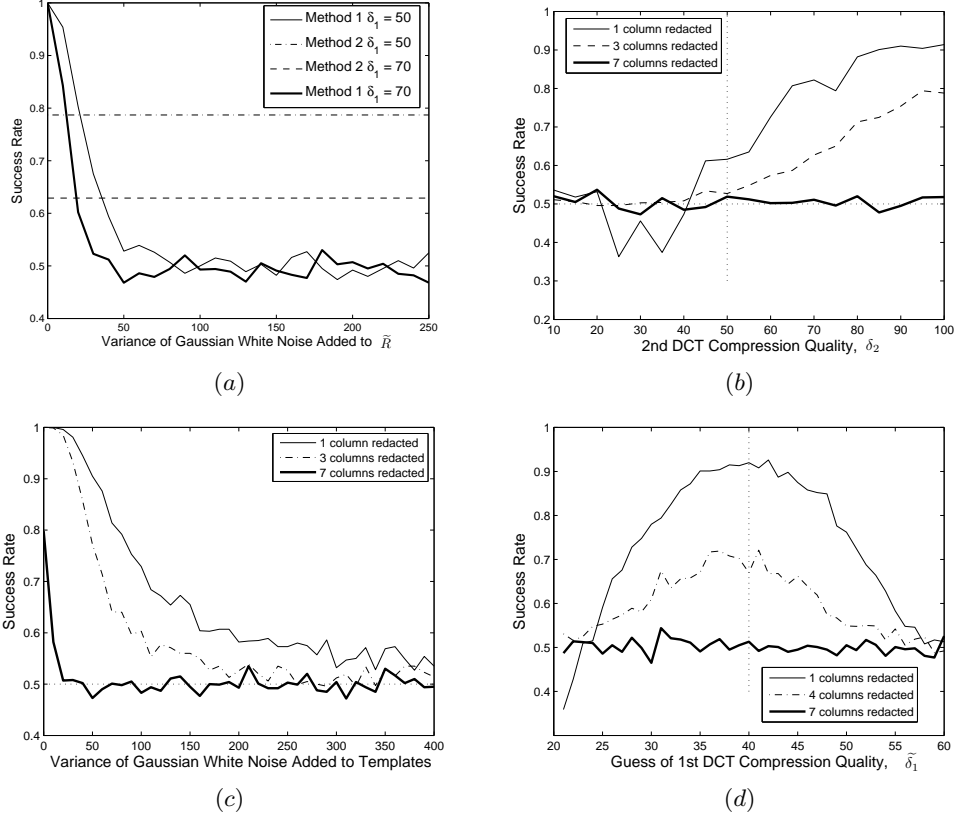 1
0.9
0.8
0.7
0.6
0.5
0.4
Success Rate
0 50 100 150 200 250
Variance of Gaussian White Noise Added to R̃
Method 1 δ₁ = 50
Method 2 δ₁ = 50
Method 2 δ₁ = 70
Method 1 δ₁ = 70
(a)
1
0.9
0.8
0.7
0.6
0.5
0.4
0.3
0.2
Success Rate
10 20 30 40 50 60 70 80 90 100
2nd DCT Compression Quality, δ₂
1 column redacted
3 columns redacted
7 columns redacted
(b)
1
0.9
0.8
0.7
0.6
0.5
0.4
Success Rate
0 50 100 150 200 250 300 350 400
Variance of Gaussian White Noise Added to Templates
1 column redacted
3 columns redacted
7 columns redacted
(c)
1
0.9
0.8
0.7
0.6
0.5
0.4
Success Rate
20 25 30 35 40 45 50 55 60
Guess of 1st DCT Compression Quality, δ̃₁
1 columns redacted
4 columns redacted
7 columns redacted
(d)